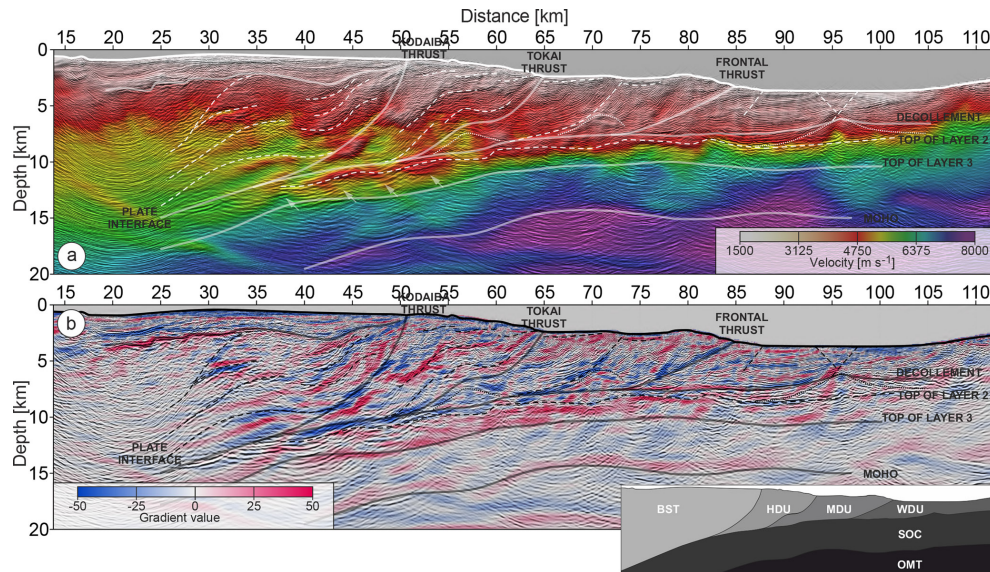 Distance [km]
15 20 25 30 35 40 45 50 55 60 65 70 75 80 85 90 95 100 105 110
KODAIBA
THRUST
TOKAI
THRUST
FRONTAL
THRUST
Depth [km]
0
5
10
15
20
DECOLLEMENT
TOP OF LAYER 2
TOP OF LAYER 3
PLATE
INTERFACE
MOHO
a
1500 3125 4750 6375 8000
Velocity [m s-1]
15 20 25 30 35 40 45 50 55 60 65 70 75 80 85 90 95 100 105 110
b
KODAIBA
THRUST
TOKAI
THRUST
FRONTAL
THRUST
Depth [km]
0
5
10
15
20
DECOLLEMENT
TOP OF LAYER 2
TOP OF LAYER 3
PLATE
INTERFACE
MOHO
-50 -25 0 25 50
Gradient value
BST HDU MDU WDU
SOC
OMT